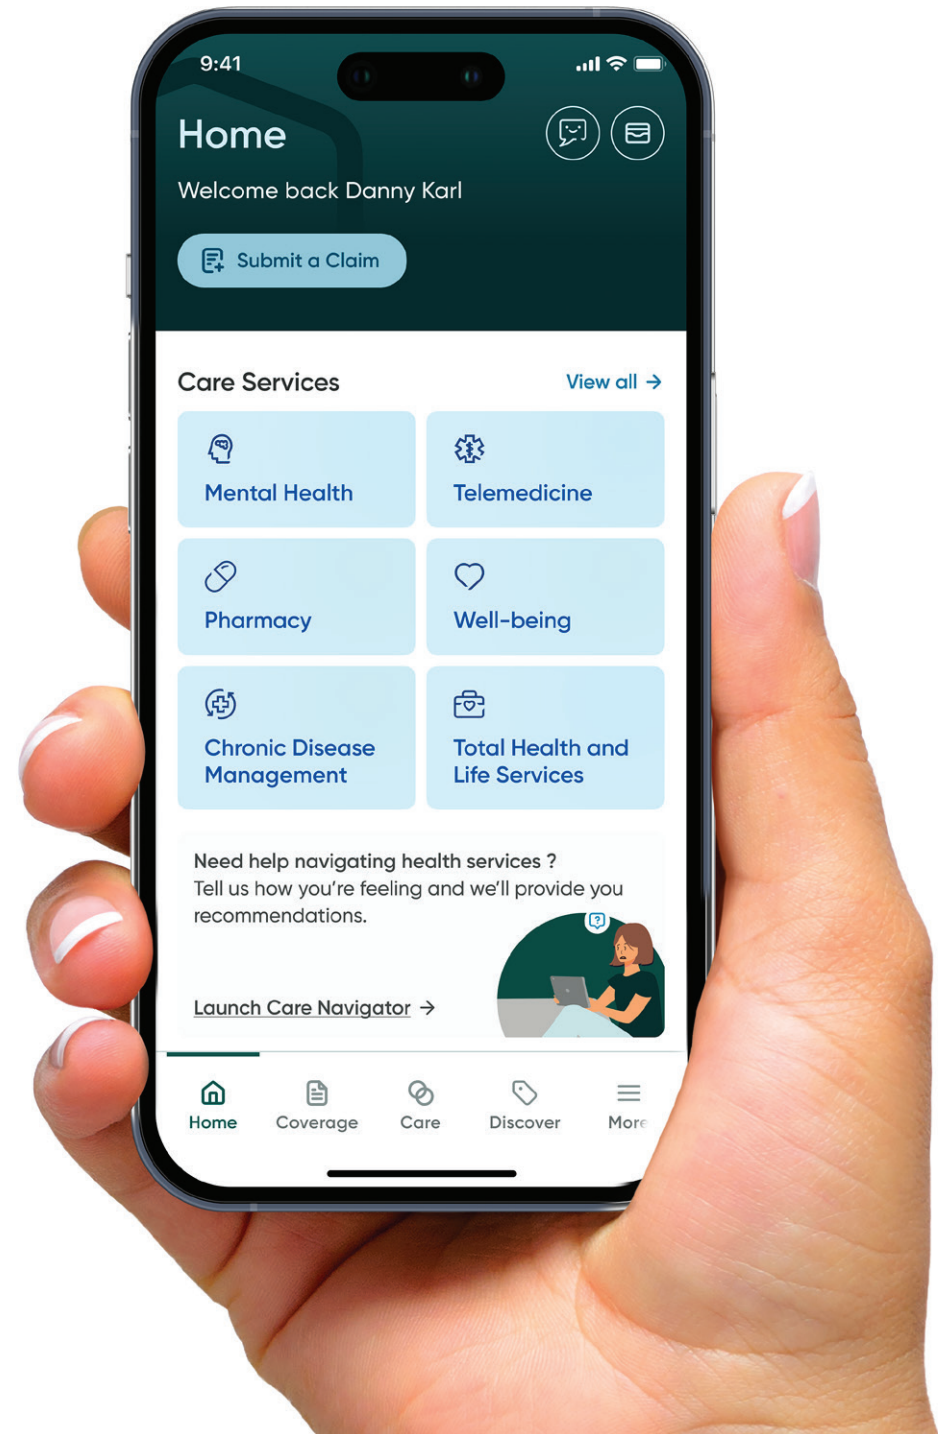 9:41
Home
Welcome back Danny Karl
Submit a Claim
Care Services
View all →
Mental Health
Telemedicine
Pharmacy
Well-being
Chronic Disease
Management
Total Health and
Life Services
Need help navigating health services ?
Tell us how you're feeling and we'll provide you
recommendations.
?
Launch Care Navigator →
Home
Coverage
Care
Discover
More